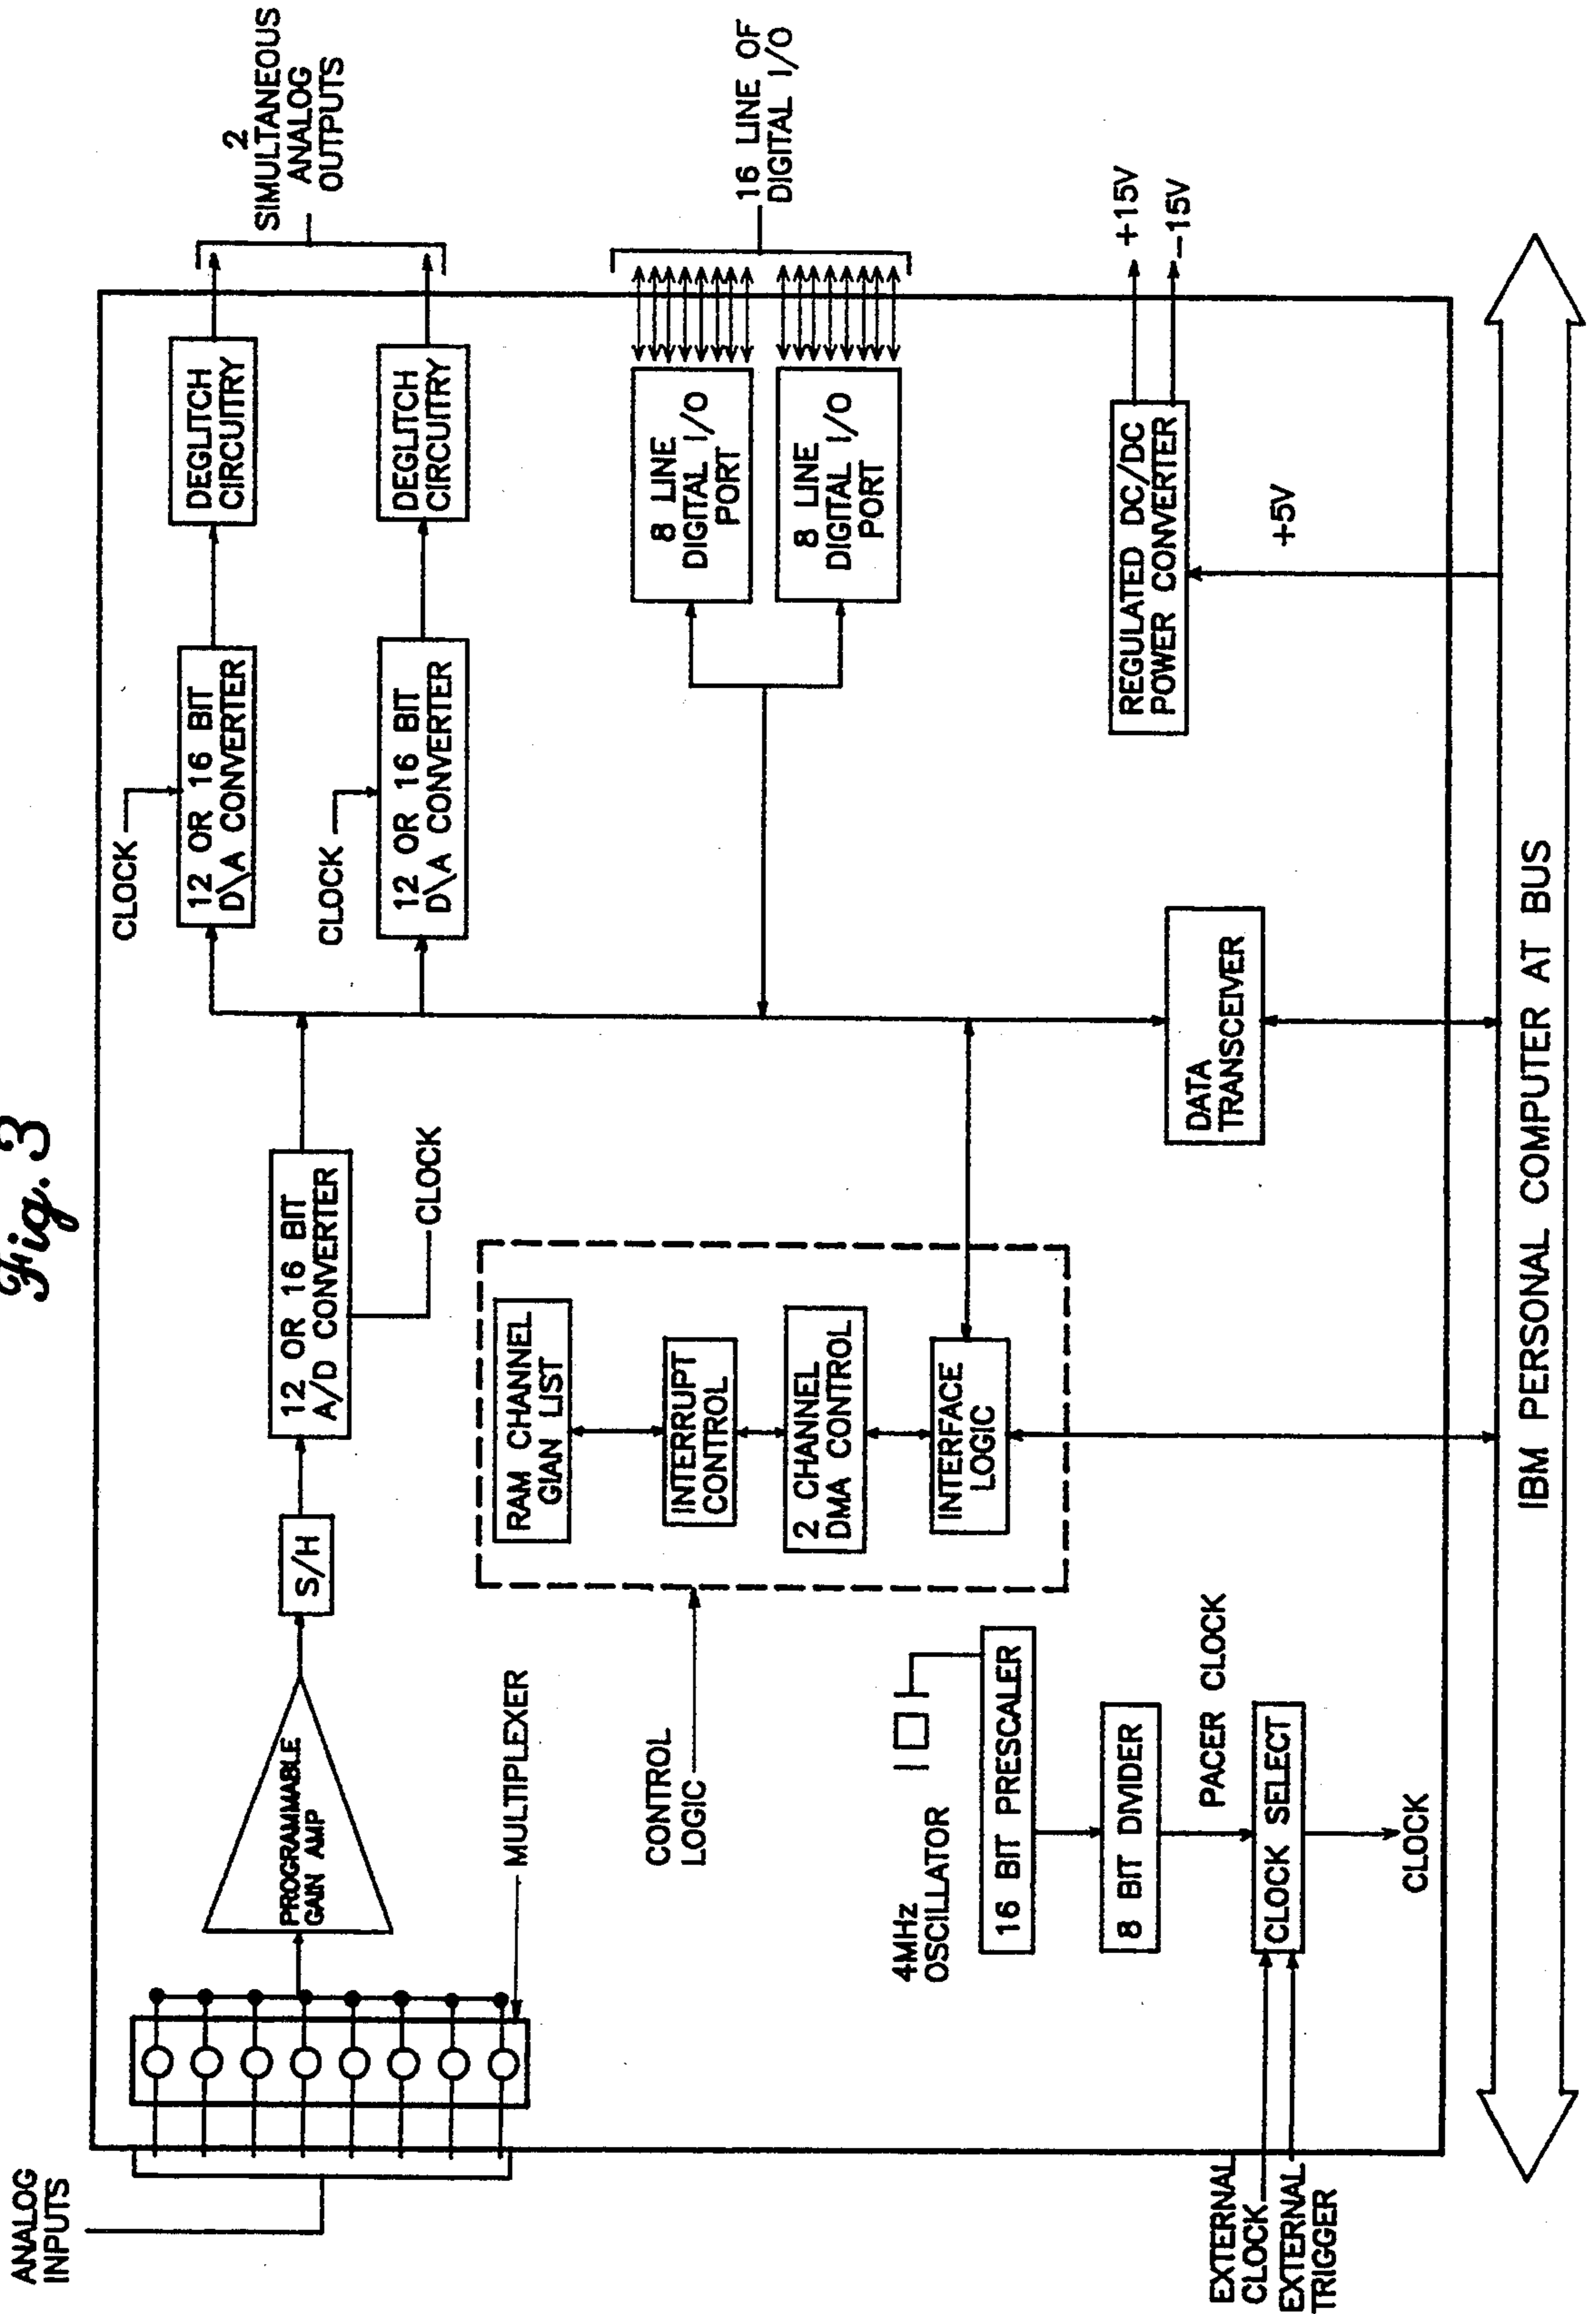 Fig. 3
ANALOG
INPUTS
PROGRAMMABLE
GAIN AMP
S/H
12 OR 16 BIT
A/D CONVERTER
CLOCK
MULTIPLEXER
CLOCK
12 OR 16 BIT
D\A CONVERTER
DEGLITCH
CIRCUITRY
CLOCK
12 OR 16 BIT
D\A CONVERTER
DEGLITCH
CIRCUITRY
2
SIMULTANEOUS
ANALOG
OUTPUTS
CONTROL
LOGIC
RAM CHANNEL
GIAN LIST
INTERRUPT
CONTROL
2 CHANNEL
DMA CONTROL
INTERFACE
LOGIC
8 LINE
DIGITAL I/O
PORT
8 LINE
DIGITAL I/O
PORT
16 LINE OF
DIGITAL I/O
4MHz
OSCILLATOR
16 BIT PRESCALER
8 BIT DIVIDER
PACER CLOCK
CLOCK SELECT
CLOCK
EXTERNAL
CLOCK
EXTERNAL
TRIGGER
DATA
TRANSCEIVER
REGULATED DC/DC
POWER CONVERTER
+15V
-15V
+5V
IBM PERSONAL COMPUTER AT BUS